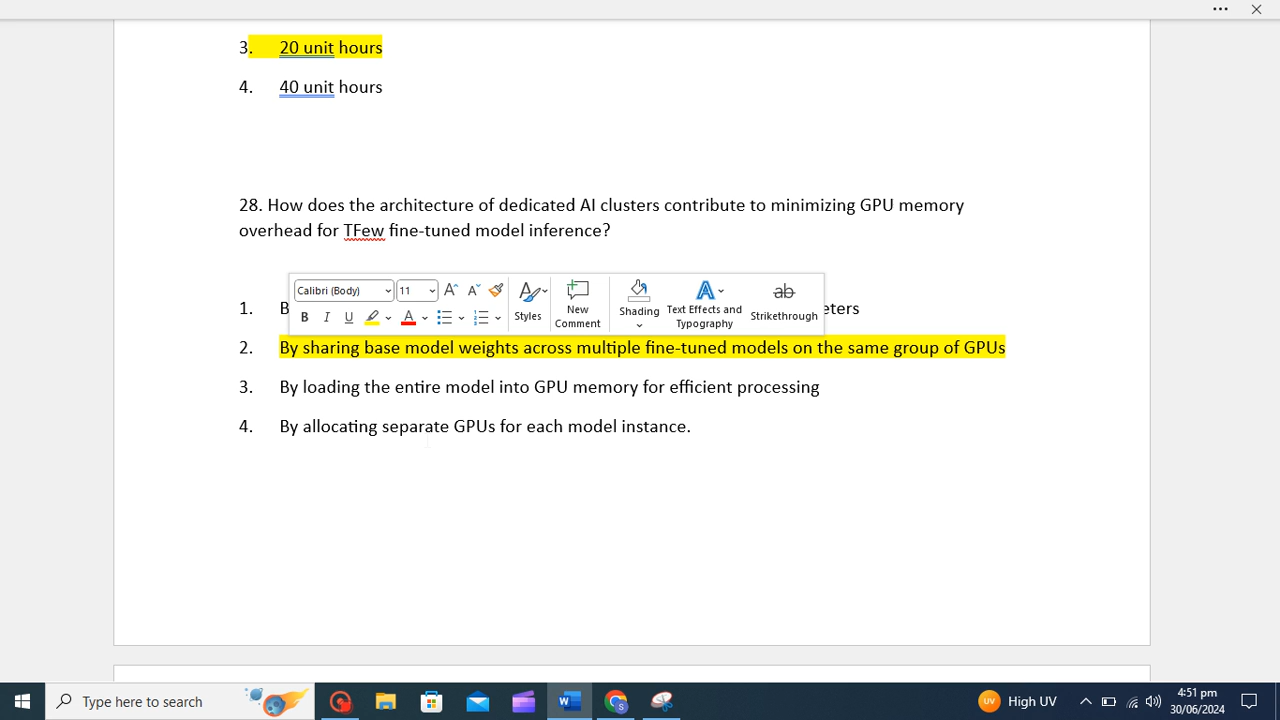 3. 20 unit hours
4. 40 unit hours
28. How does the architecture of dedicated AI clusters contribute to minimizing GPU memory
overhead for TFew fine-tuned model inference?
Calibri (Body) 11 A A Styles New Comment Shading Text Effects and Typography ab Strikethrough
B I U A
1. B eters
2. By sharing base model weights across multiple fine-tuned models on the same group of GPUs
3. By loading the entire model into GPU memory for efficient processing
4. By allocating separate GPUs for each model instance.
Type here to search
UV High UV
4:51 pm
30/06/2024